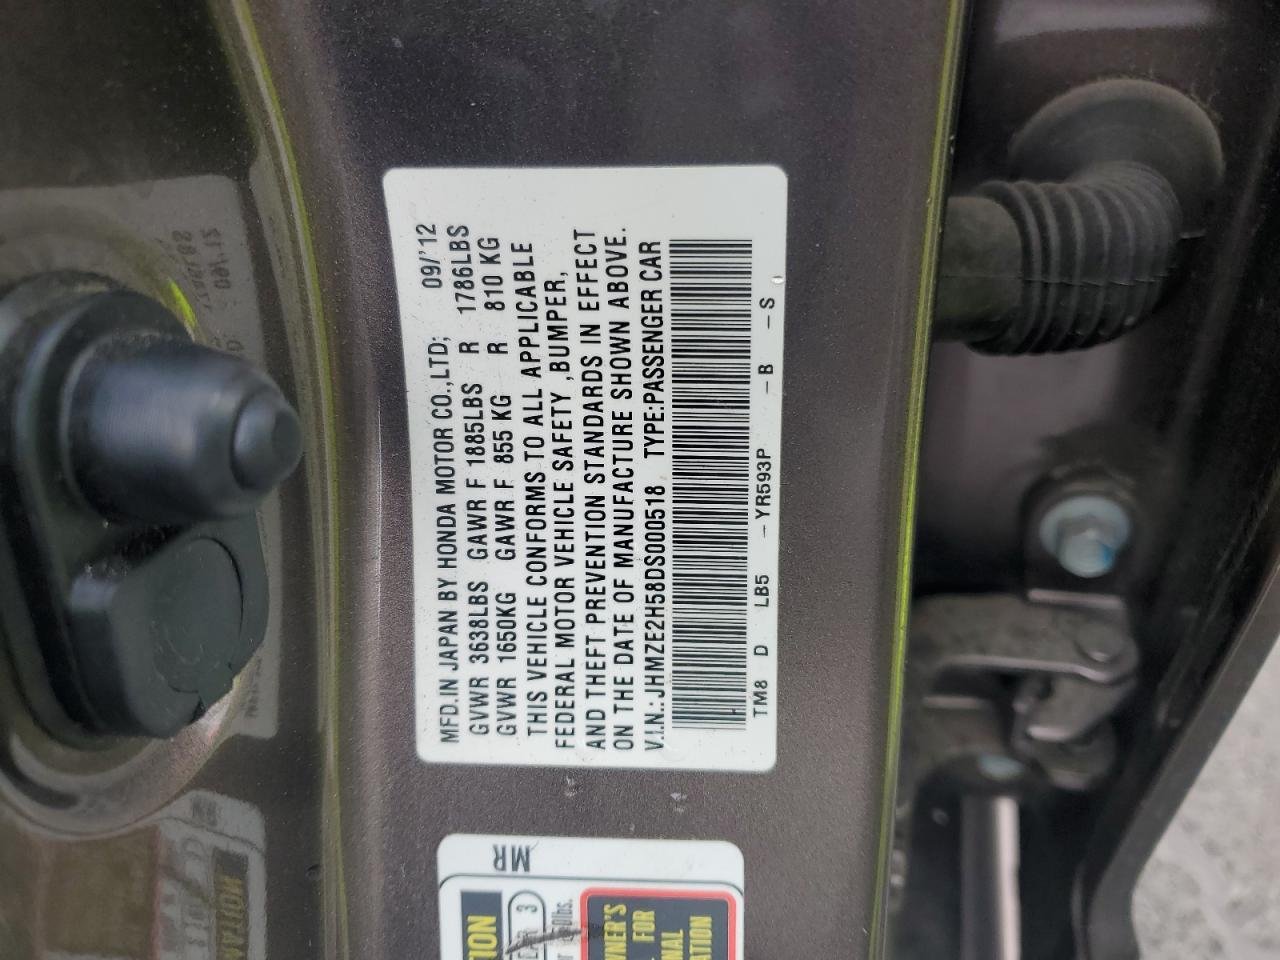 MFD.IN JAPAN BY HONDA MOTOR CO.,LTD; 09/'12
GVWR 3638LBS GAWR F 1885LBS R 1786LBS
GVWR 1650KG GAWR F 855 KG R 810 KG
THIS VEHICLE CONFORMS TO ALL APPLICABLE
FEDERAL MOTOR VEHICLE SAFETY ,BUMPER,
AND THEFT PREVENTION STANDARDS IN EFFECT
ON THE DATE OF MANUFACTURE SHOWN ABOVE.
V.I.N.: JHMZE2H58DS000518 TYPE:PASSENGER CAR
TM8 D LB5 - YR593P - B - S
MR
3